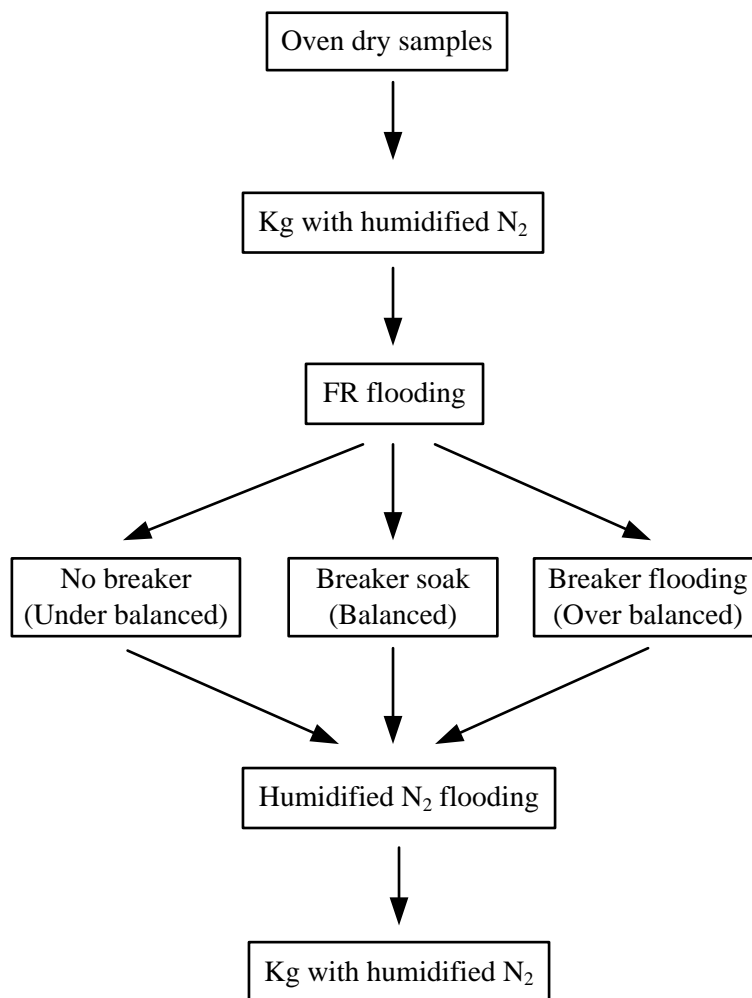 Oven dry samples
Kg with humidified N₂
FR flooding
No breaker
(Under balanced)
Breaker soak
(Balanced)
Breaker flooding
(Over balanced)
Humidified N₂ flooding
Kg with humidified N₂